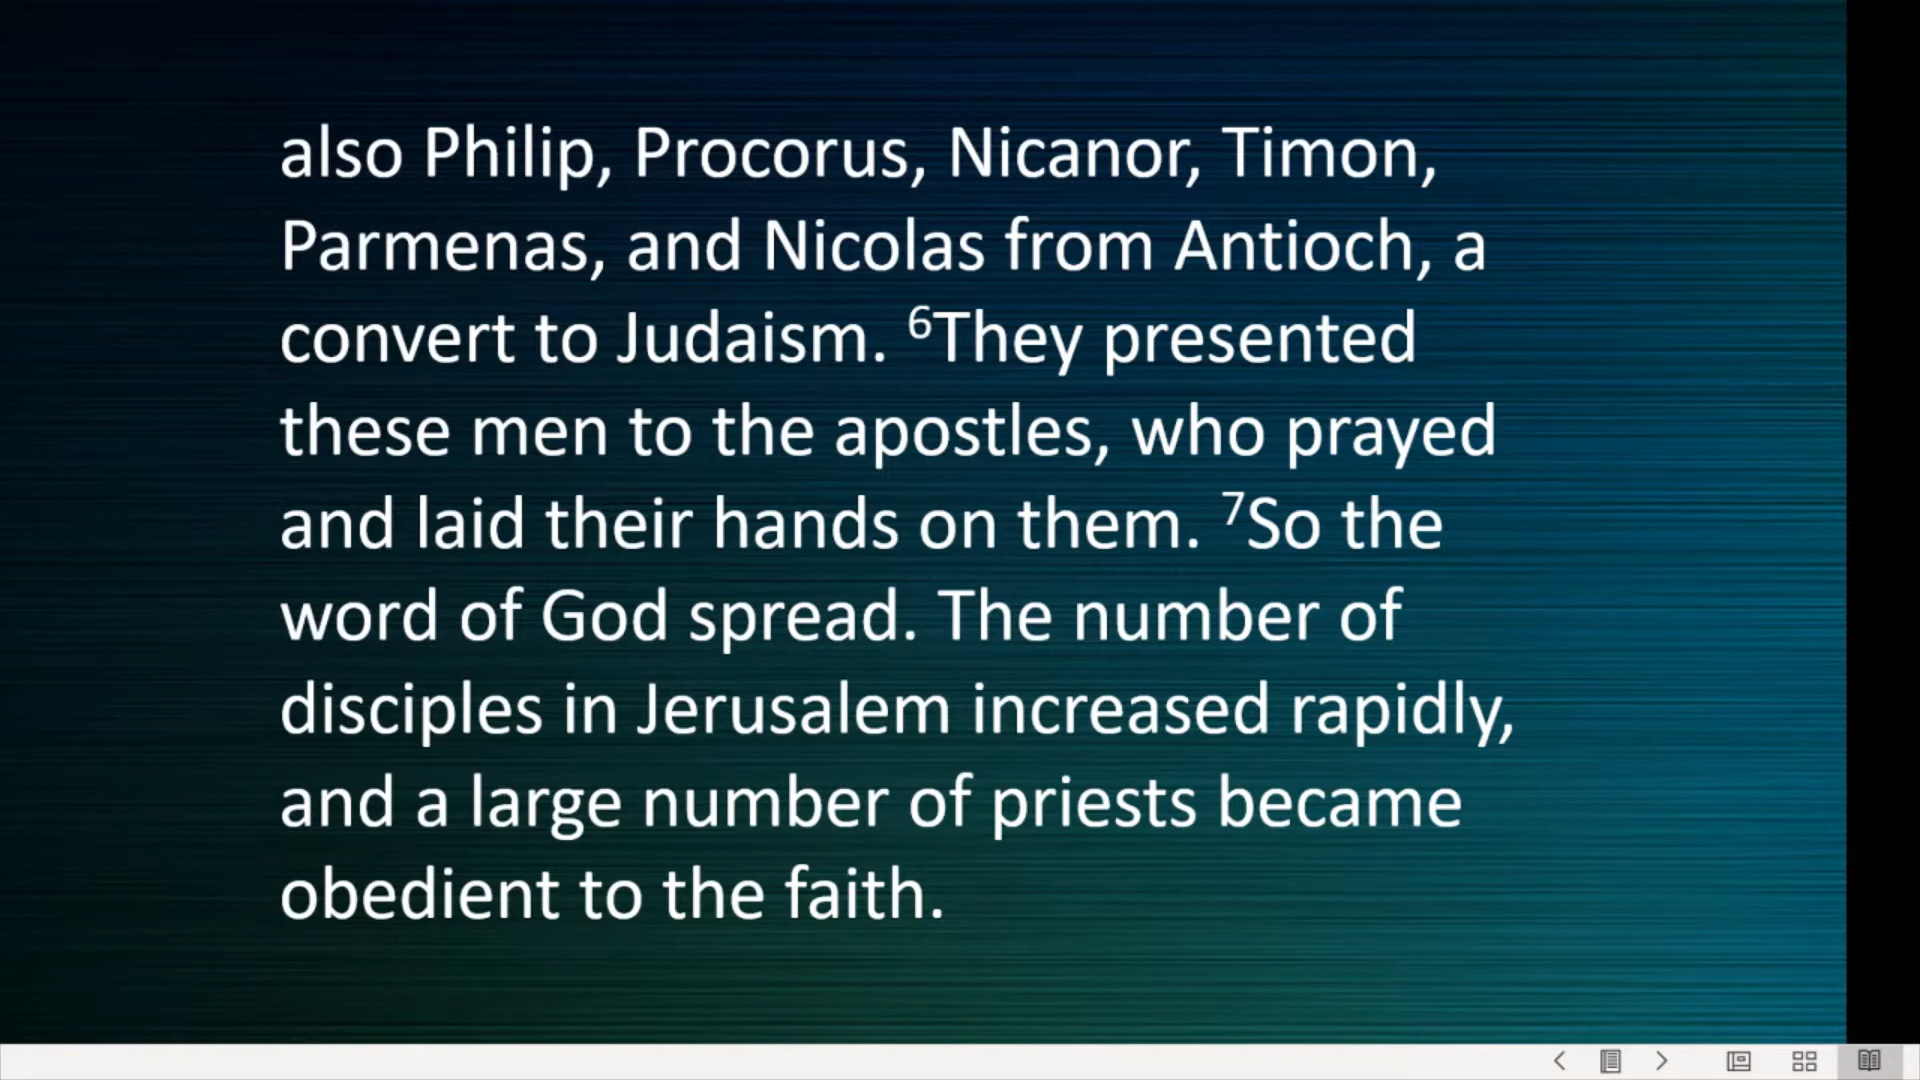 also Philip, Procorus, Nicanor, Timon,
Parmenas, and Nicolas from Antioch, a
convert to Judaism. ⁶They presented
these men to the apostles, who prayed
and laid their hands on them. ⁷So the
word of God spread. The number of
disciples in Jerusalem increased rapidly,
and a large number of priests became
obedient to the faith.